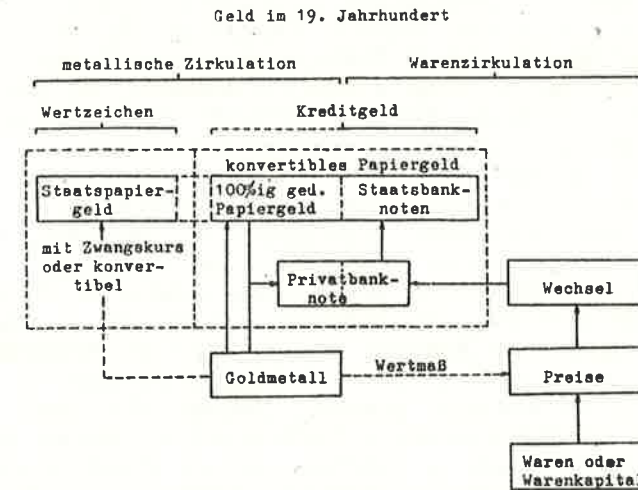 Geld im 19. Jahrhundert
metallische Zirkulation
Warenzirkulation
Wertzeichen
Kreditgeld
konvertibles Papiergeld
Staatspapier-
geld
100%ig ged.
Papiergeld
Staatsbank-
noten
mit Zwangskurs
oder konver-
tibel
Privatbank-
note
Wechsel
Goldmetall
Wertmaß
Preise
Waren oder
Warenkapital